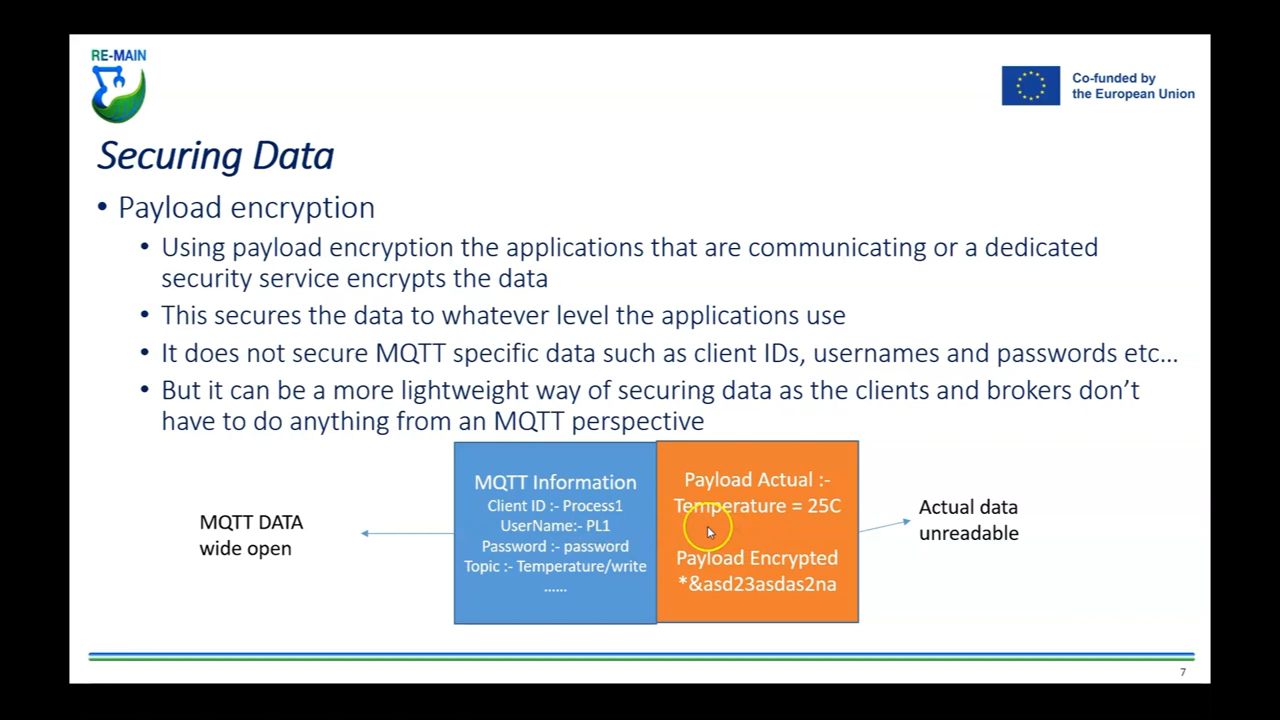 RE-MAIN
Co-funded by
the European Union
Securing Data
• Payload encryption
• Using payload encryption the applications that are communicating or a dedicated
security service encrypts the data
• This secures the data to whatever level the applications use
• It does not secure MQTT specific data such as client IDs, usernames and passwords etc…
• But it can be a more lightweight way of securing data as the clients and brokers don’t
have to do anything from an MQTT perspective
MQTT DATA
wide open
MQTT Information
Client ID :- Process1
UserName:- PL1
Password :- password
Topic :- Temperature/write
......
Payload Actual :-
Temperature = 25C
Payload Encrypted
*&asd23asdas2na
Actual data
unreadable
7